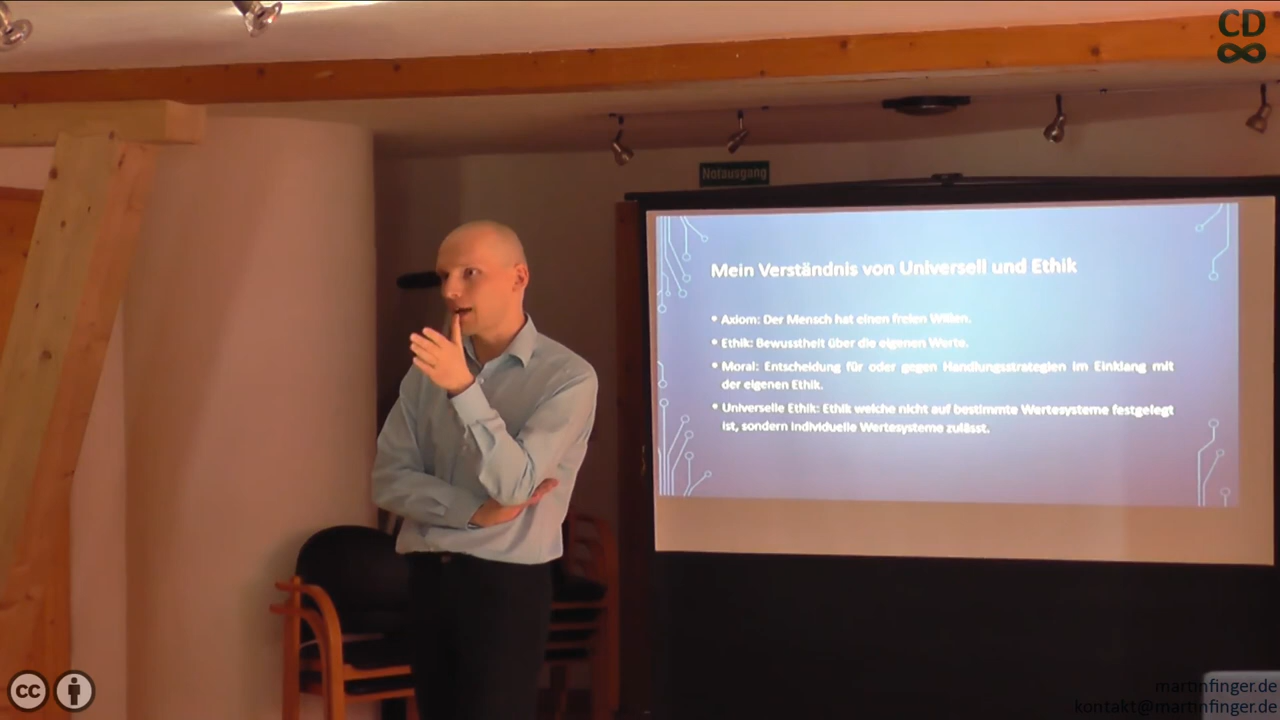 CD
Notausgang
Mein Verständnis von Universell und Ethik
• Axiom: Der Mensch hat einen freien Willen.
• Ethik: Bewusstheit über die eigenen Werte.
• Moral: Entscheidung für oder gegen Handlungsstrategien im Einklang mit
der eigenen Ethik.
• Universelle Ethik: Ethik welche nicht auf bestimmte Wertesysteme festgelegt
ist, sondern individuelle Wertesysteme zulässt.
cc
martinfinger.de
kontakt@martinfinger.de